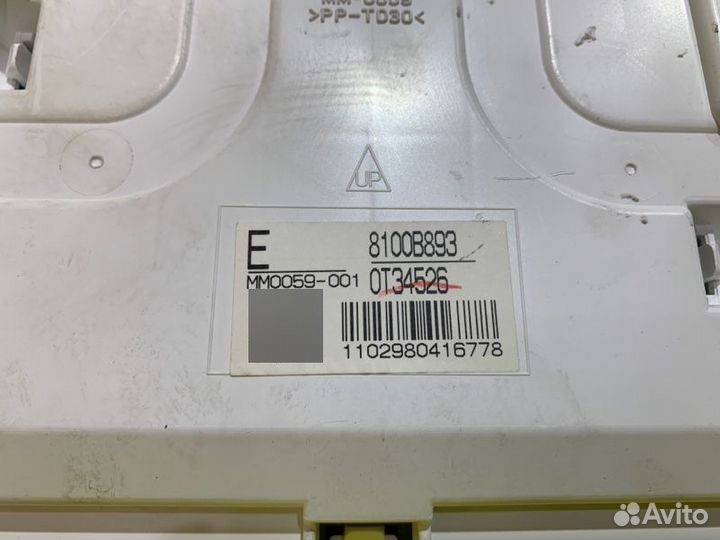 >PP-TD30<
UP
E
8100B893
MM0059-001
0T34526
1102980416778
Avito